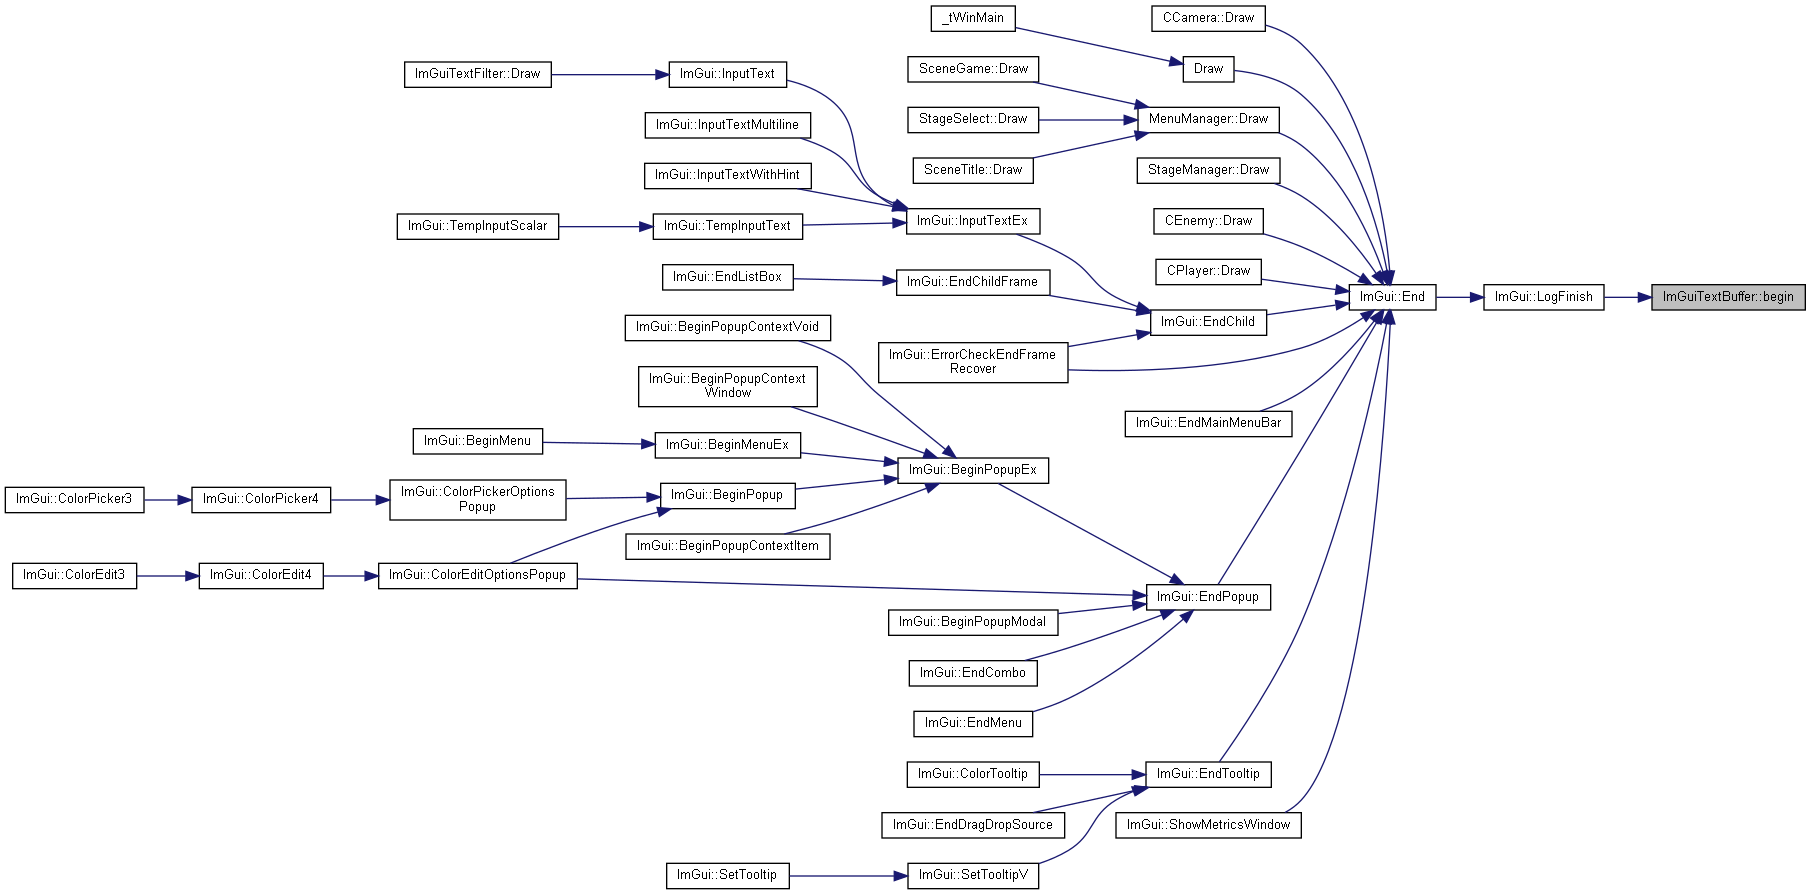 _tWinMain
CCamera::Draw
ImGuiTextFilter::Draw
ImGui::InputText
SceneGame::Draw
Draw
StageSelect::Draw
MenuManager::Draw
ImGui::InputTextMultiline
SceneTitle::Draw
StageManager::Draw
ImGui::InputTextWithHint
ImGui::TempInputScalar
ImGui::TempInputText
ImGui::InputTextEx
CEnemy::Draw
ImGui::EndListBox
ImGui::EndChildFrame
CPlayer::Draw
ImGui::End
ImGui::LogFinish
ImGuiTextBuffer::begin
ImGui::BeginPopupContextVoid
ImGui::EndChild
ImGui::ErrorCheckEndFrame
Recover
ImGui::BeginPopupContext
Window
ImGui::EndMainMenuBar
ImGui::BeginMenu
ImGui::BeginMenuEx
ImGui::BeginPopupEx
ImGui::ColorPicker3
ImGui::ColorPicker4
ImGui::ColorPickerOptions
Popup
ImGui::BeginPopup
ImGui::BeginPopupContextItem
ImGui::ColorEdit3
ImGui::ColorEdit4
ImGui::ColorEditOptionsPopup
ImGui::EndPopup
ImGui::BeginPopupModal
ImGui::EndCombo
ImGui::EndMenu
ImGui::ColorTooltip
ImGui::EndTooltip
ImGui::EndDragDropSource
ImGui::ShowMetricsWindow
ImGui::SetTooltip
ImGui::SetTooltipV